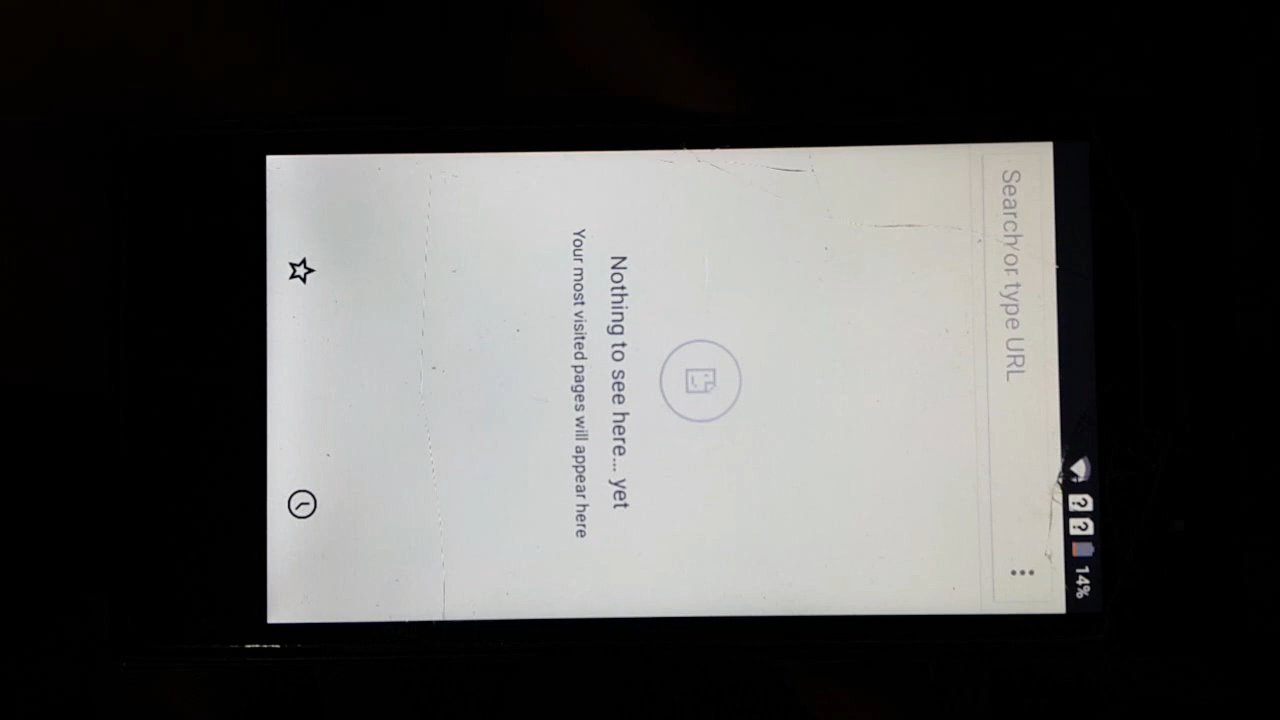 ? ? 14%
Search or type URL
Nothing to see here... yet
Your most visited pages will appear here